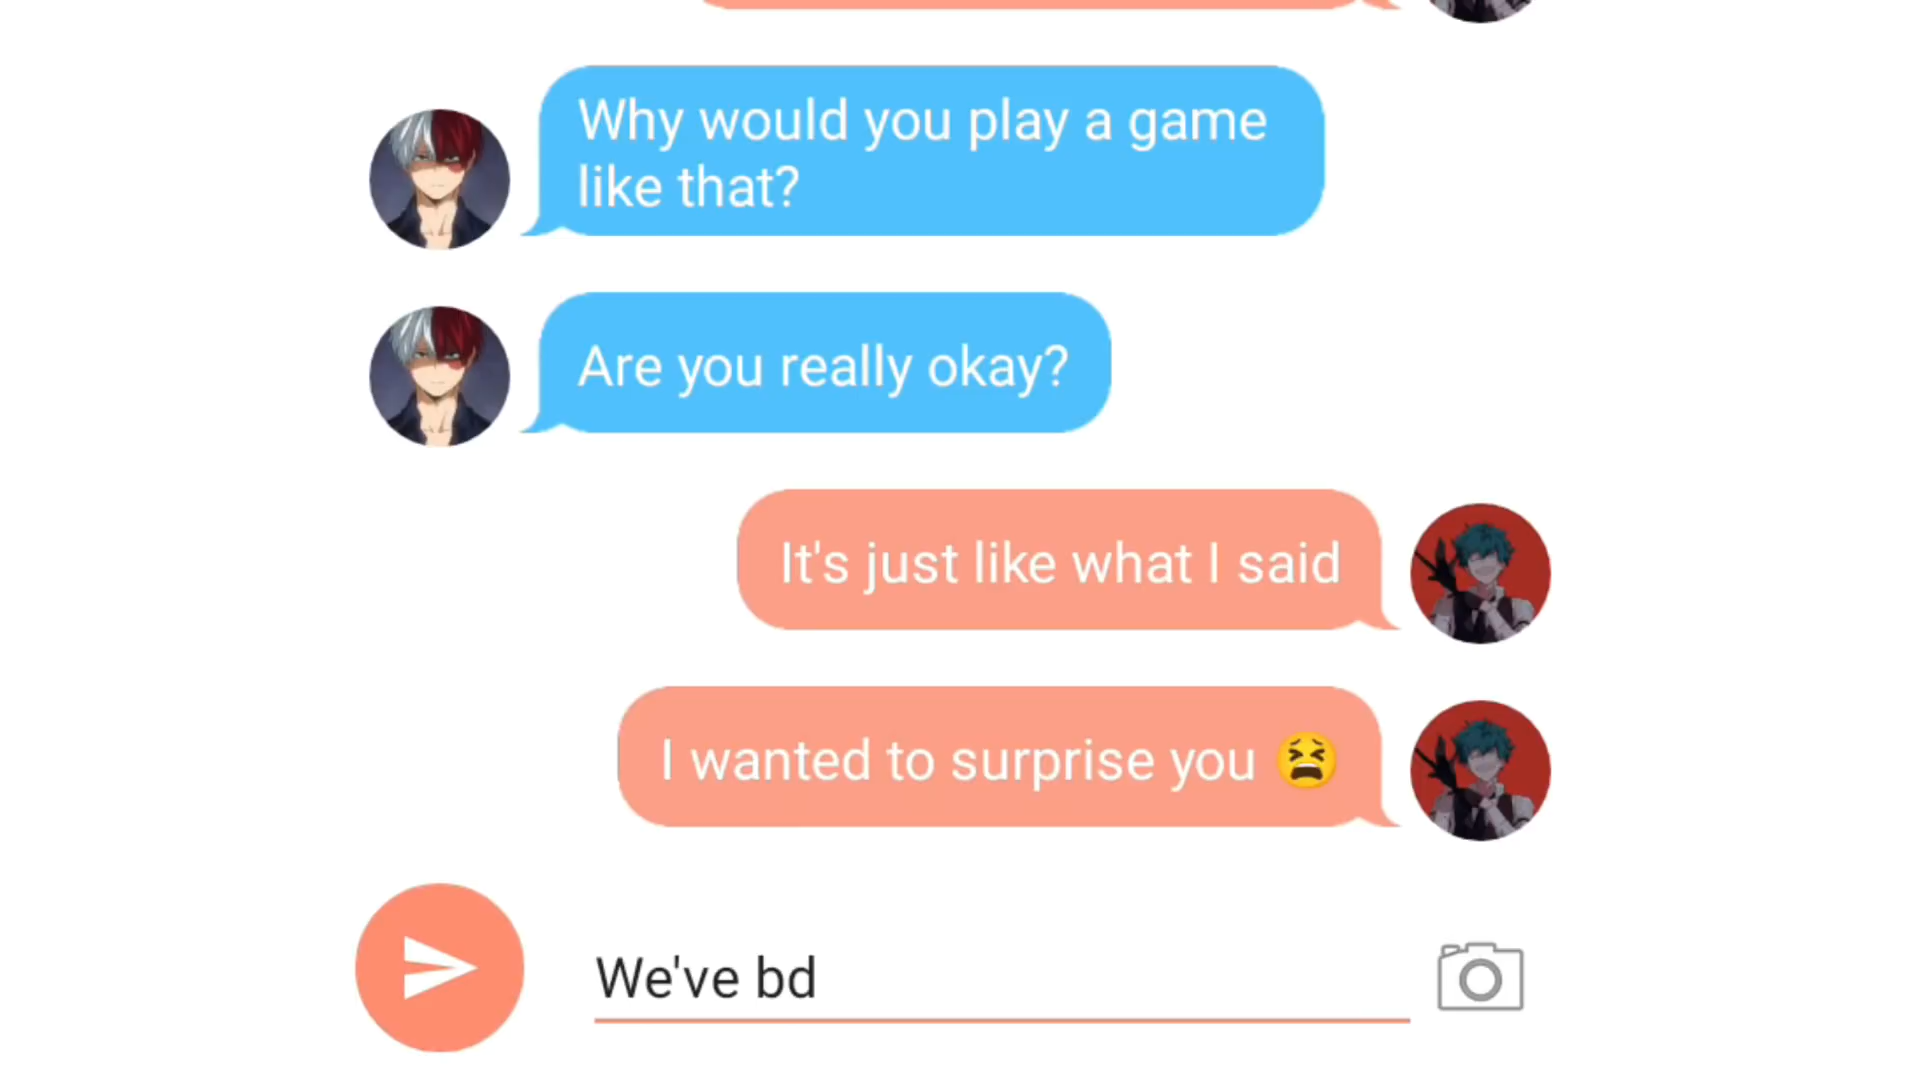 Why would you play a game
like that?
Are you really okay?
It's just like what I said
I wanted to surprise you 😫
We've bd